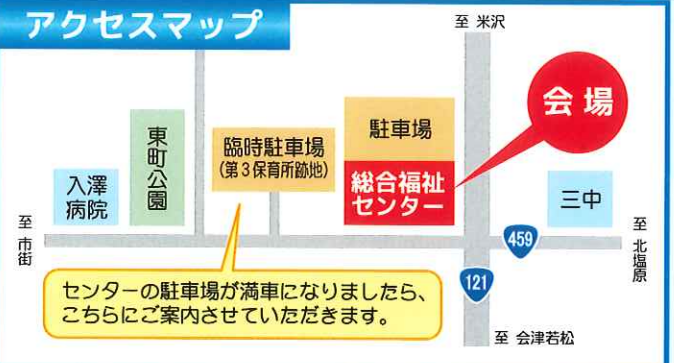 アクセスマップ
至 米沢
会場
駐車場
臨時駐車場
(第3保育所跡地)
東町公園
入澤
病院
総合福祉
センター
三中
至 市街
至 北塩原
459
121
センターの駐車場が満車になりましたら、
こちらにご案内させていただきます。
至 会津若松